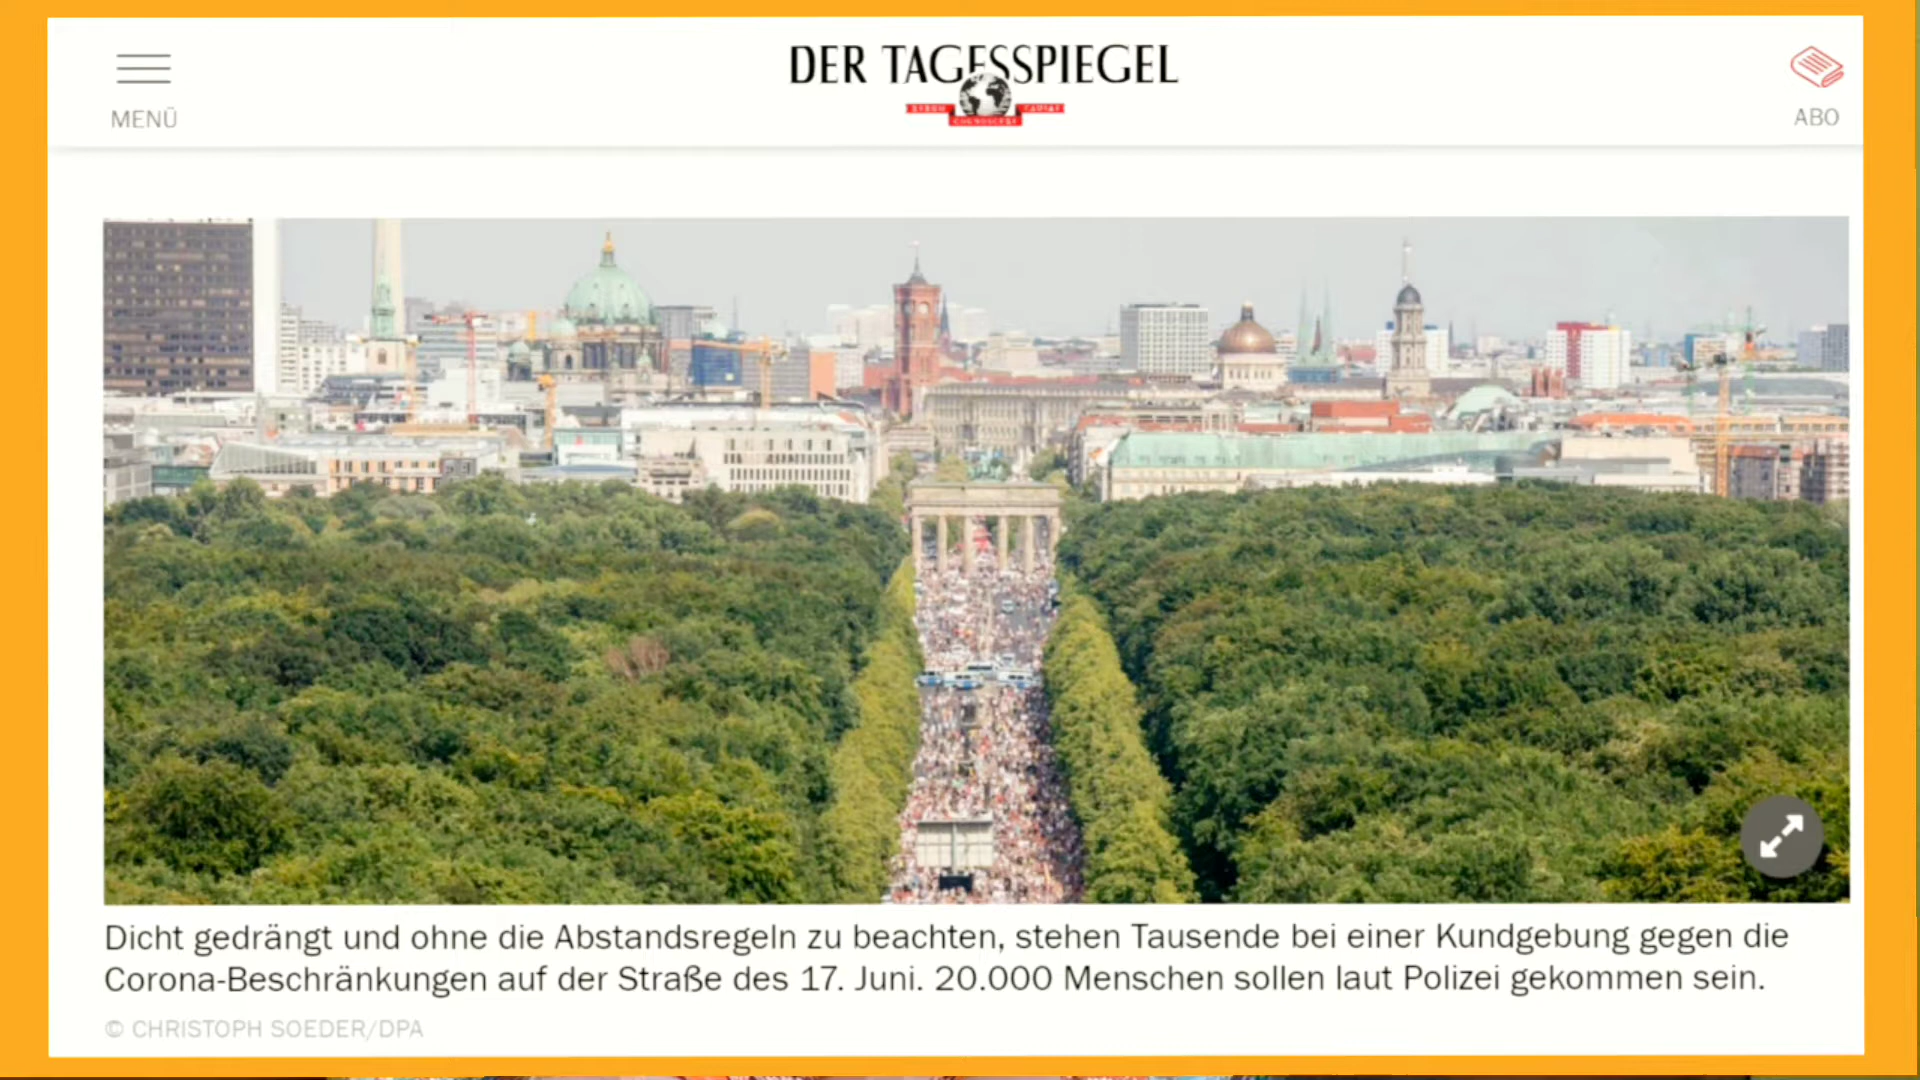 DER TAGESSPIEGEL
MENÜ
ABO
Dicht gedrängt und ohne die Abstandsregeln zu beachten, stehen Tausende bei einer Kundgebung gegen die
Corona-Beschränkungen auf der Straße des 17. Juni. 20.000 Menschen sollen laut Polizei gekommen sein.
© CHRISTOPH SOEDER/DPA